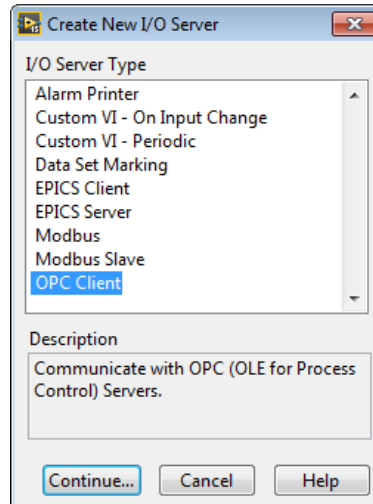 Create New I/O Server
I/O Server Type
Alarm Printer
Custom VI - On Input Change
Custom VI - Periodic
Data Set Marking
EPICS Client
EPICS Server
Modbus
Modbus Slave
OPC Client
Description
Communicate with OPC (OLE for Process
Control) Servers.
Continue... Cancel Help